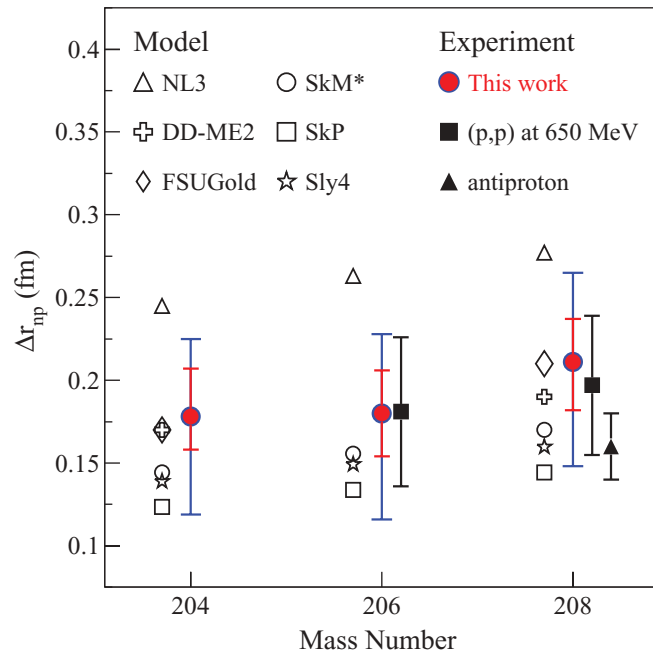 Model Experiment
NL3 SkM* This work
DD-ME2 SkP (p,p) at 650 MeV
FSUGold Sly4 antiproton
0.4
0.35
0.3
0.25
0.2
0.15
0.1
Δr_np (fm)
204 206 208
Mass Number